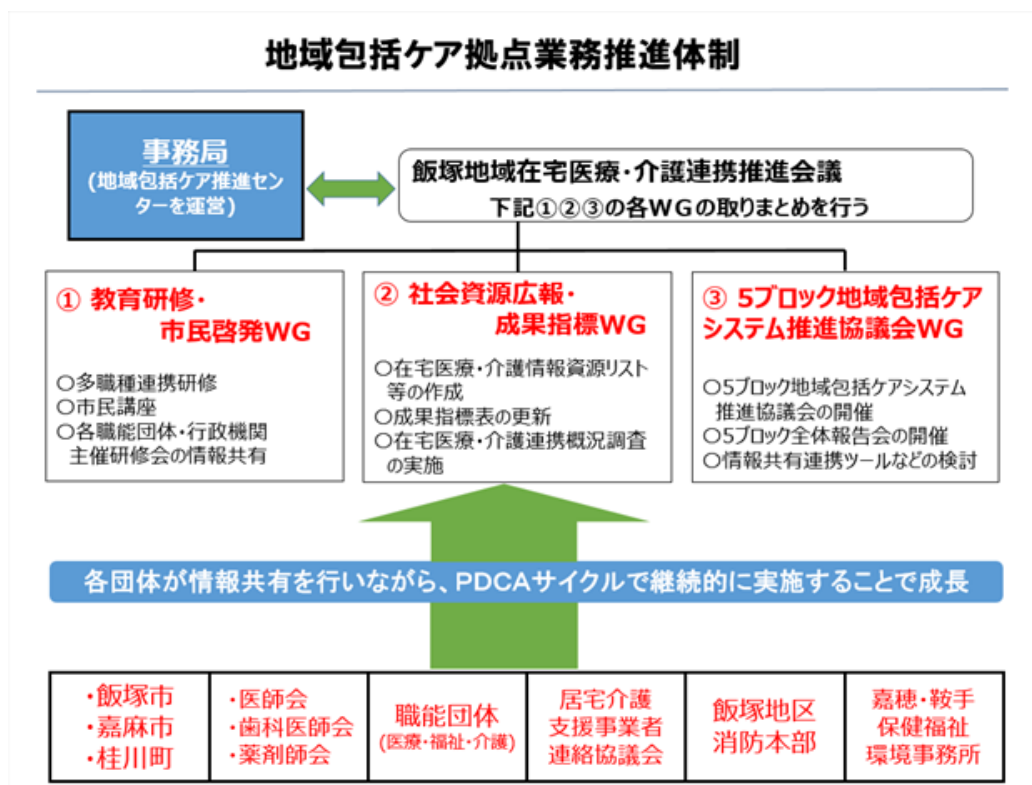 地域包括ケア拠点業務推進体制
事務局
(地域包括ケア推進セン
ターを運営)
飯塚地域在宅医療・介護連携推進会議
下記①②③の各WGの取りまとめを行う
① 教育研修・
市民啓発WG
○多職種連携研修
○市民講座
○各職能団体・行政機関
主催研修会の情報共有
② 社会資源広報・
成果指標WG
○在宅医療・介護情報資源リスト
等の作成
○成果指標表の更新
○在宅医療・介護連携概況調査
の実施
③ 5ブロック地域包括ケア
システム推進協議会WG
○5ブロック地域包括ケアシステム
推進協議会の開催
○5ブロック全体報告会の開催
○情報共有連携ツールなどの検討
各団体が情報共有を行いながら、PDCAサイクルで継続的に実施することで成長
・飯塚市
・嘉麻市
・桂川町
・医師会
・歯科医師会
・薬剤師会
職能団体
(医療・福祉・介護)
居宅介護
支援事業者
連絡協議会
飯塚地区
消防本部
嘉穂・鞍手
保健福祉
環境事務所